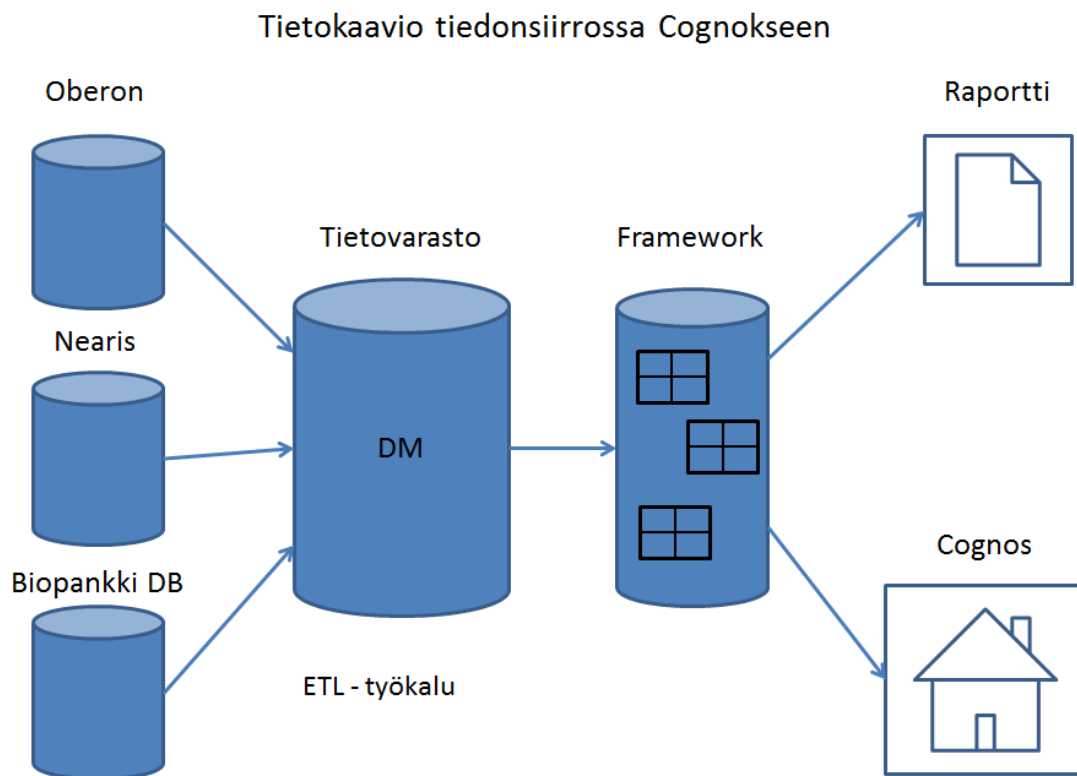 Tietokaavio tiedonsiirrossa Cognokseen
Oberon
Raportti
Tietovarasto
Framework
Nearis
DM
Cognos
Biopankki DB
ETL - työkalu